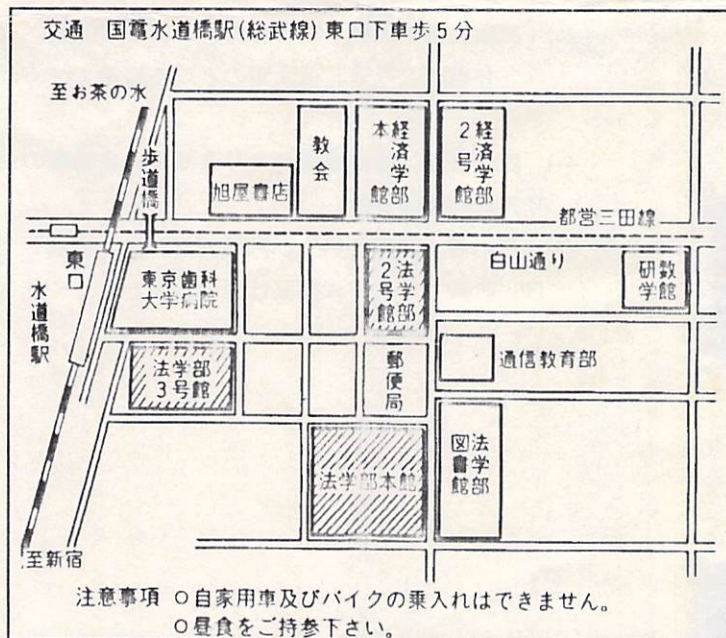 交通　国電水道橋駅(総武線)東口下車歩5分
至お茶の水
歩道橋
旭屋書店
教会
経済学部
本館
経済学部
2号館
都営三田線
東口
水道橋駅
東京歯科
大学病院
法学部
2号館
白山通り
研数
学館
法学部
3号館
郵便局
通信教育部
法学部本館
法学部
図書館
至新宿
注意事項　○自家用車及びバイクの乗入れはできません。
○昼食をご持参下さい。